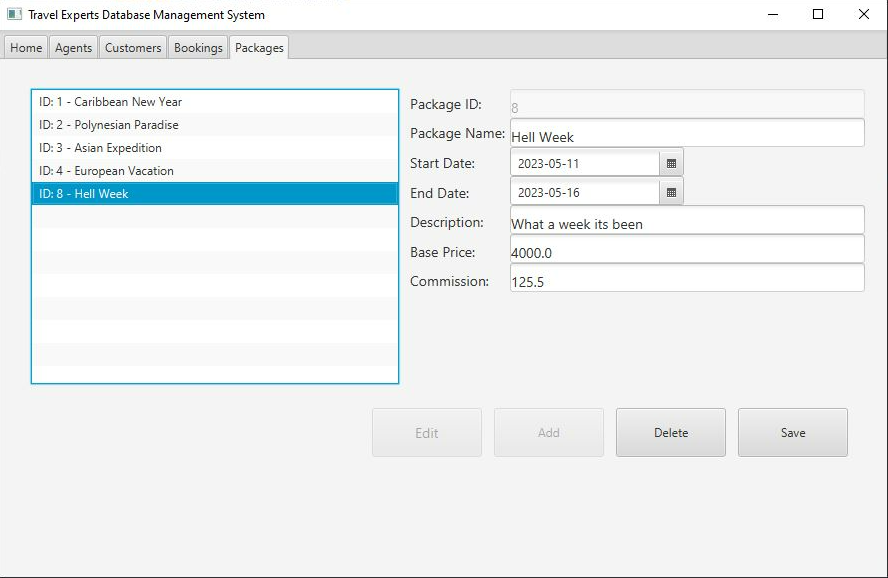 Travel Experts Database Management System
Home Agents Customers Bookings Packages
ID: 1 - Caribbean New Year
ID: 2 - Polynesian Paradise
ID: 3 - Asian Expedition
ID: 4 - European Vacation
ID: 8 - Hell Week
Package ID: 8
Package Name: Hell Week
Start Date: 2023-05-11
End Date: 2023-05-16
Description: What a week its been
Base Price: 4000.0
Commission: 125.5
Edit Add Delete Save